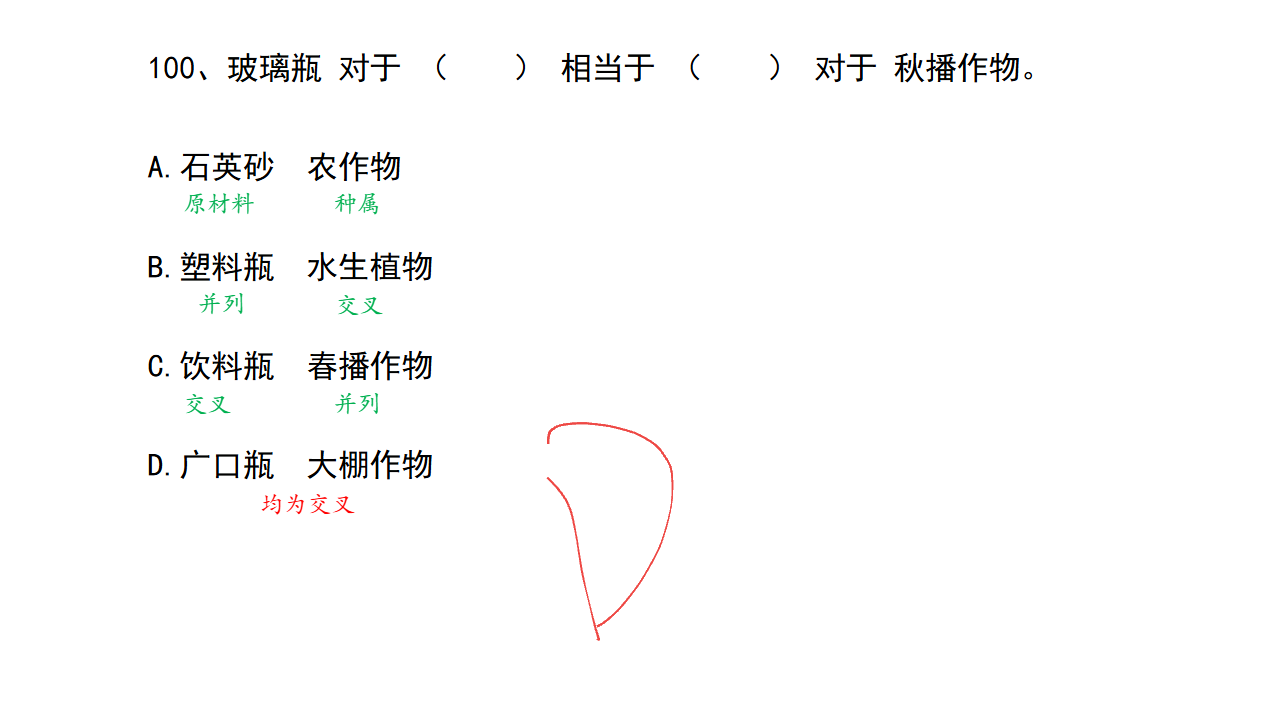 100、玻璃瓶 对于 （　　） 相当于 （　　） 对于 秋播作物。
A.石英砂　农作物
原材料　种属
B.塑料瓶　水生植物
并列　交叉
C.饮料瓶　春播作物
交叉　并列
D.广口瓶　大棚作物
均为交叉